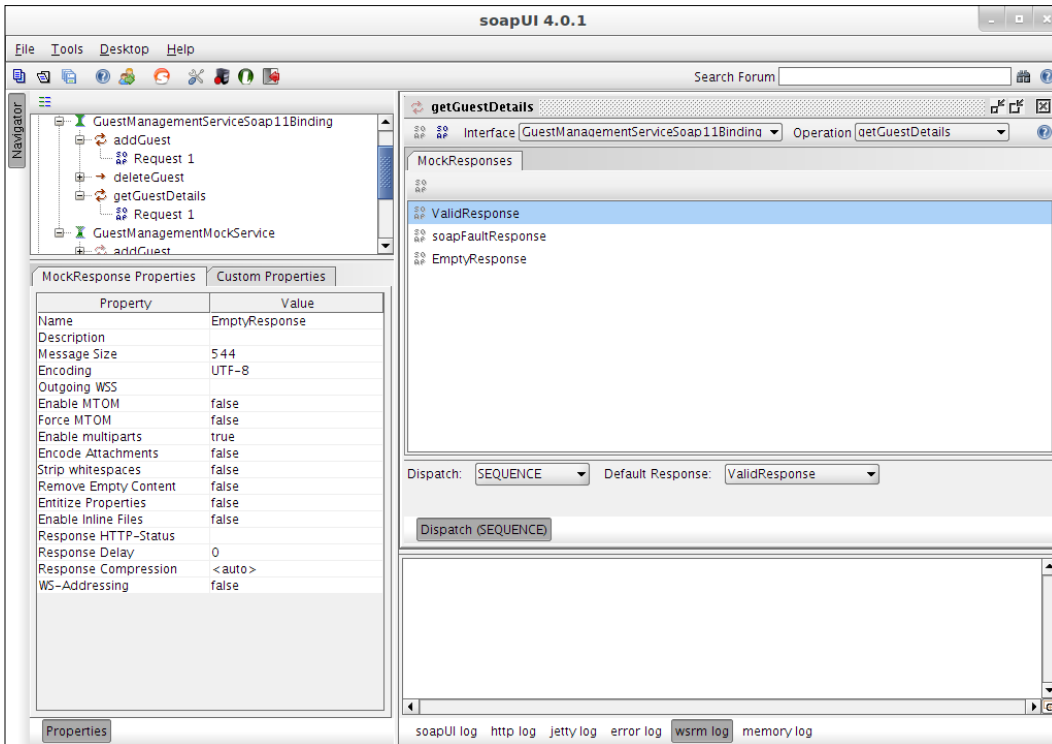 soapUI 4.0.1
File Tools Desktop Help
Search Forum
Navigator
GuestManagementServiceSoap11Binding
addGuest
Request 1
deleteGuest
getGuestDetails
Request 1
GuestManagementMockService
addGuest
MockResponse Properties Custom Properties
Property Value
Name EmptyResponse
Description
Message Size 544
Encoding UTF-8
Outgoing WSS
Enable MTOM false
Force MTOM false
Enable multiparts true
Encode Attachments false
Strip whitespaces false
Remove Empty Content false
Entitize Properties false
Enable Inline Files false
Response HTTP-Status
Response Delay 0
Response Compression <auto>
WS-Addressing false
Properties
getGuestDetails
Interface GuestManagementServiceSoap11Binding Operation getGuestDetails
MockResponses
ValidResponse
soapFaultResponse
EmptyResponse
Dispatch: SEQUENCE Default Response: ValidResponse
Dispatch (SEQUENCE)
soapUI log http log jetty log error log wsrm log memory log